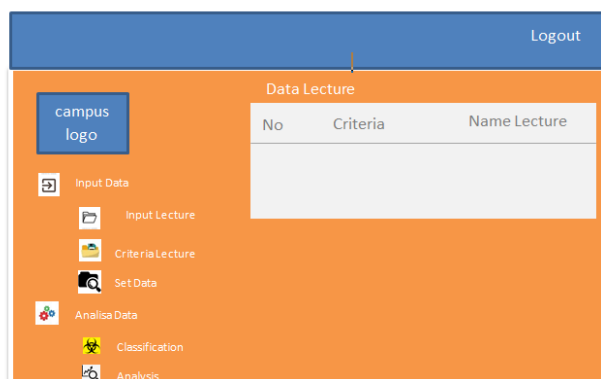 Logout
campus
logo
Data Lecture
No Criteria Name Lecture
Input Data
Input Lecture
Criteria Lecture
Set Data
Analisa Data
Classification
Analysis